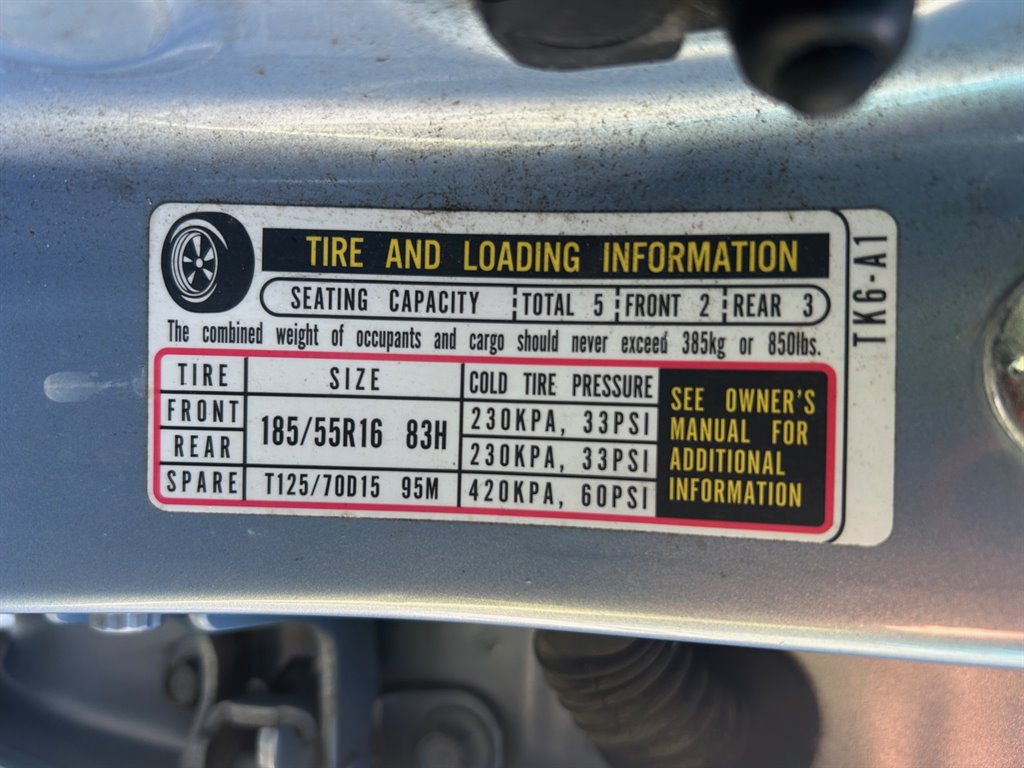 TIRE AND LOADING INFORMATION
SEATING CAPACITY TOTAL 5 FRONT 2 REAR 3
The combined weight of occupants and cargo should never exceed 385kg or 850lbs.
TIRE SIZE COLD TIRE PRESSURE
FRONT 185/55R16 83H 230KPA, 33PSI
REAR 230KPA, 33PSI
SPARE T125/70D15 95M 420KPA, 60PSI
SEE OWNER'S
MANUAL FOR
ADDITIONAL
INFORMATION
TK6-A1